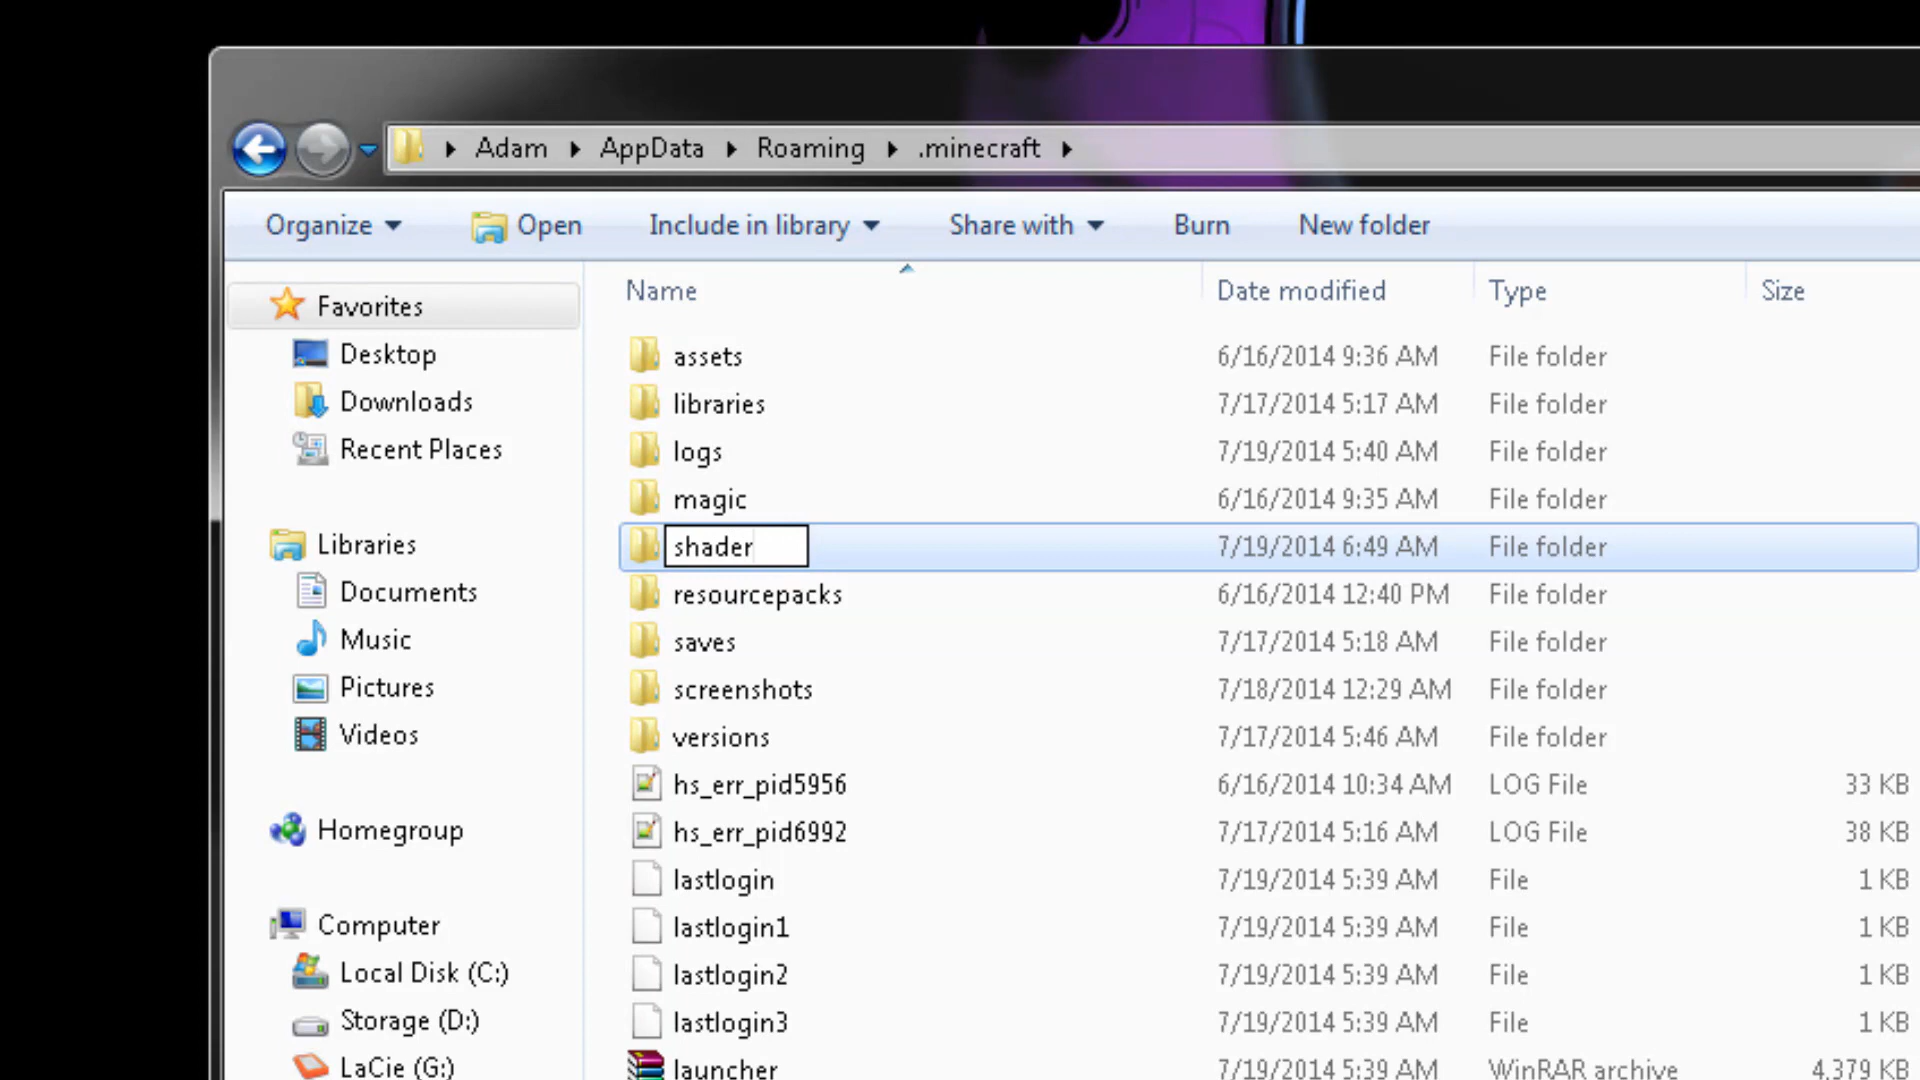 Adam AppData Roaming .minecraft
Organize Open Include in library Share with Burn New folder
Name Date modified Type Size
Favorites
Desktop
Downloads
Recent Places
Libraries
Documents
Music
Pictures
Videos
Homegroup
Computer
Local Disk (C:)
Storage (D:)
LaCie (G:)
assets 6/16/2014 9:36 AM File folder
libraries 7/17/2014 5:17 AM File folder
logs 7/19/2014 5:40 AM File folder
magic 6/16/2014 9:35 AM File folder
shader 7/19/2014 6:49 AM File folder
resourcepacks 6/16/2014 12:40 PM File folder
saves 7/17/2014 5:18 AM File folder
screenshots 7/18/2014 12:29 AM File folder
versions 7/17/2014 5:46 AM File folder
hs_err_pid5956 6/16/2014 10:34 AM LOG File 33 KB
hs_err_pid6992 7/17/2014 5:16 AM LOG File 38 KB
lastlogin 7/19/2014 5:39 AM File 1 KB
lastlogin1 7/19/2014 5:39 AM File 1 KB
lastlogin2 7/19/2014 5:39 AM File 1 KB
lastlogin3 7/19/2014 5:39 AM File 1 KB
launcher 7/19/2014 5:39 AM WinRAR archive 4,379 KB